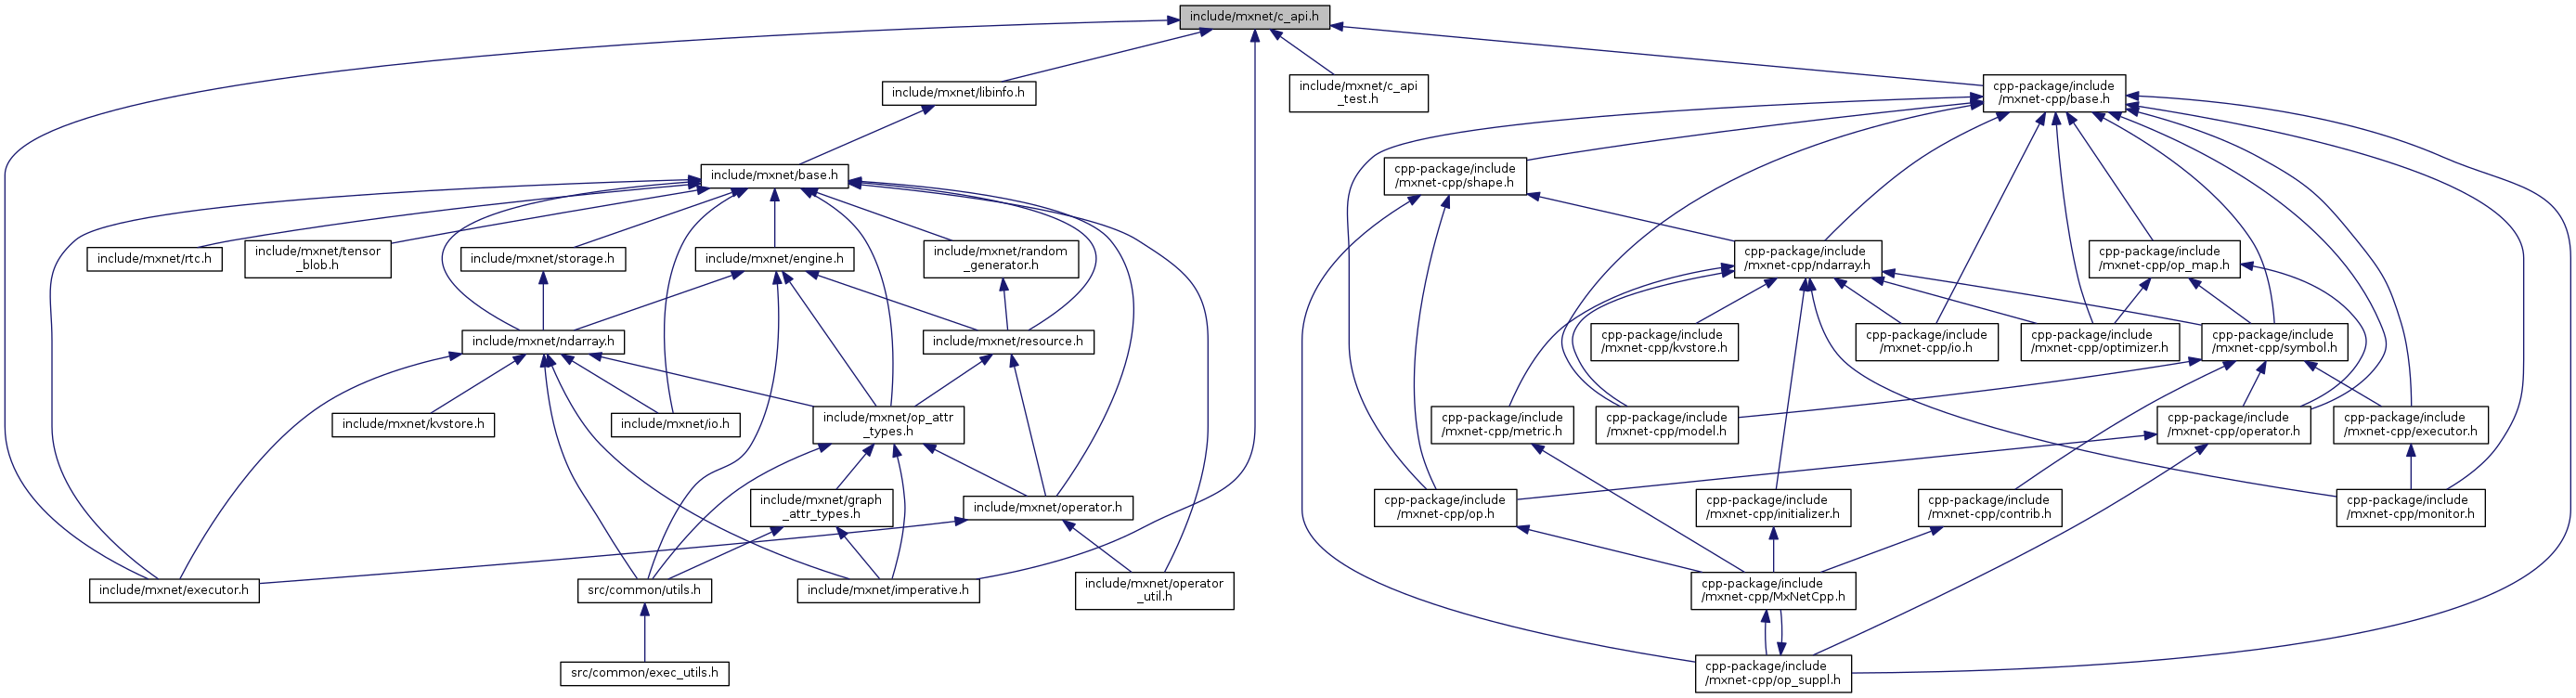 include/mxnet/c_api.h
include/mxnet/libinfo.h
include/mxnet/c_api
_test.h
cpp-package/include
/mxnet-cpp/base.h
include/mxnet/base.h
cpp-package/include
/mxnet-cpp/shape.h
include/mxnet/rtc.h
include/mxnet/tensor
_blob.h
include/mxnet/storage.h
include/mxnet/engine.h
include/mxnet/random
_generator.h
cpp-package/include
/mxnet-cpp/ndarray.h
cpp-package/include
/mxnet-cpp/op_map.h
include/mxnet/ndarray.h
include/mxnet/resource.h
cpp-package/include
/mxnet-cpp/kvstore.h
cpp-package/include
/mxnet-cpp/io.h
cpp-package/include
/mxnet-cpp/optimizer.h
cpp-package/include
/mxnet-cpp/symbol.h
include/mxnet/kvstore.h
include/mxnet/io.h
include/mxnet/op_attr
_types.h
cpp-package/include
/mxnet-cpp/metric.h
cpp-package/include
/mxnet-cpp/model.h
cpp-package/include
/mxnet-cpp/operator.h
cpp-package/include
/mxnet-cpp/executor.h
include/mxnet/graph
_attr_types.h
include/mxnet/operator.h
cpp-package/include
/mxnet-cpp/op.h
cpp-package/include
/mxnet-cpp/initializer.h
cpp-package/include
/mxnet-cpp/contrib.h
cpp-package/include
/mxnet-cpp/monitor.h
include/mxnet/executor.h
src/common/utils.h
include/mxnet/imperative.h
include/mxnet/operator
_util.h
cpp-package/include
/mxnet-cpp/MxNetCpp.h
src/common/exec_utils.h
cpp-package/include
/mxnet-cpp/op_suppl.h